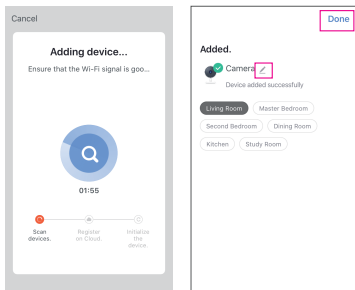 Cancel
Adding device...
Ensure that the Wi-Fi signal is goo...
01:55
Scan
devices.
Register
on Cloud.
Initialize
the
device.
Done
Added.
Camera
Device added successfully
Living Room
Master Bedroom
Second Bedroom
Dining Room
Kitchen
Study Room